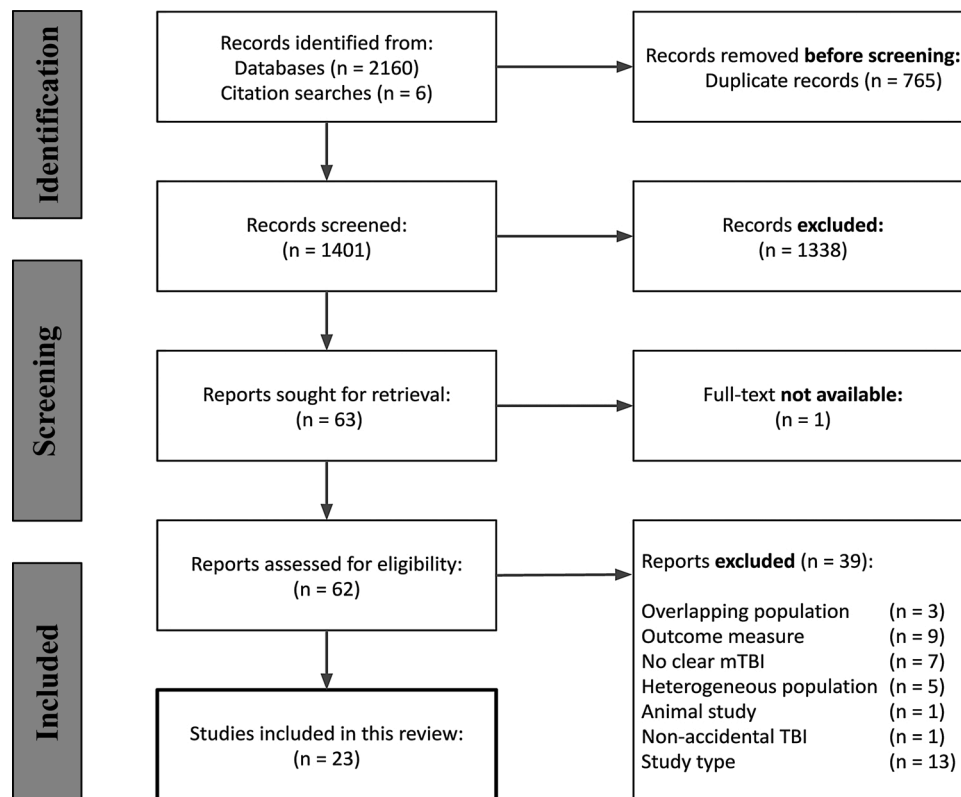 Identification
Records identified from:
Databases (n = 2160)
Citation searches (n = 6)
Records removed before screening:
Duplicate records (n = 765)
Records screened:
(n = 1401)
Records excluded:
(n = 1338)
Screening
Reports sought for retrieval:
(n = 63)
Full-text not available:
(n = 1)
Reports assessed for eligibility:
(n = 62)
Reports excluded (n = 39):
Overlapping population (n = 3)
Outcome measure (n = 9)
No clear mTBI (n = 7)
Heterogeneous population (n = 5)
Animal study (n = 1)
Non-accidental TBI (n = 1)
Study type (n = 13)
Included
Studies included in this review:
(n = 23)